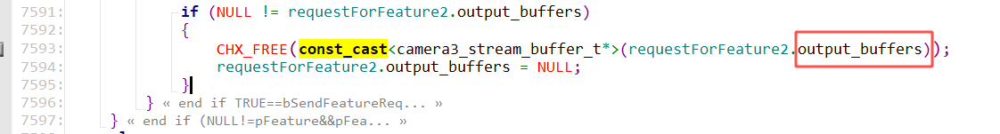 7591: if (NULL != requestForFeature2.output_buffers)
7592: {
7593: CHX_FREE(const_cast<camera3_stream_buffer_t*>(requestForFeature2.output_buffers));
7594: requestForFeature2.output_buffers = NULL;
7595: }
7596: } « end if TRUE==bSendFeatureReq... »
7597: } « end if (NULL!=pFeature&&pFea... »